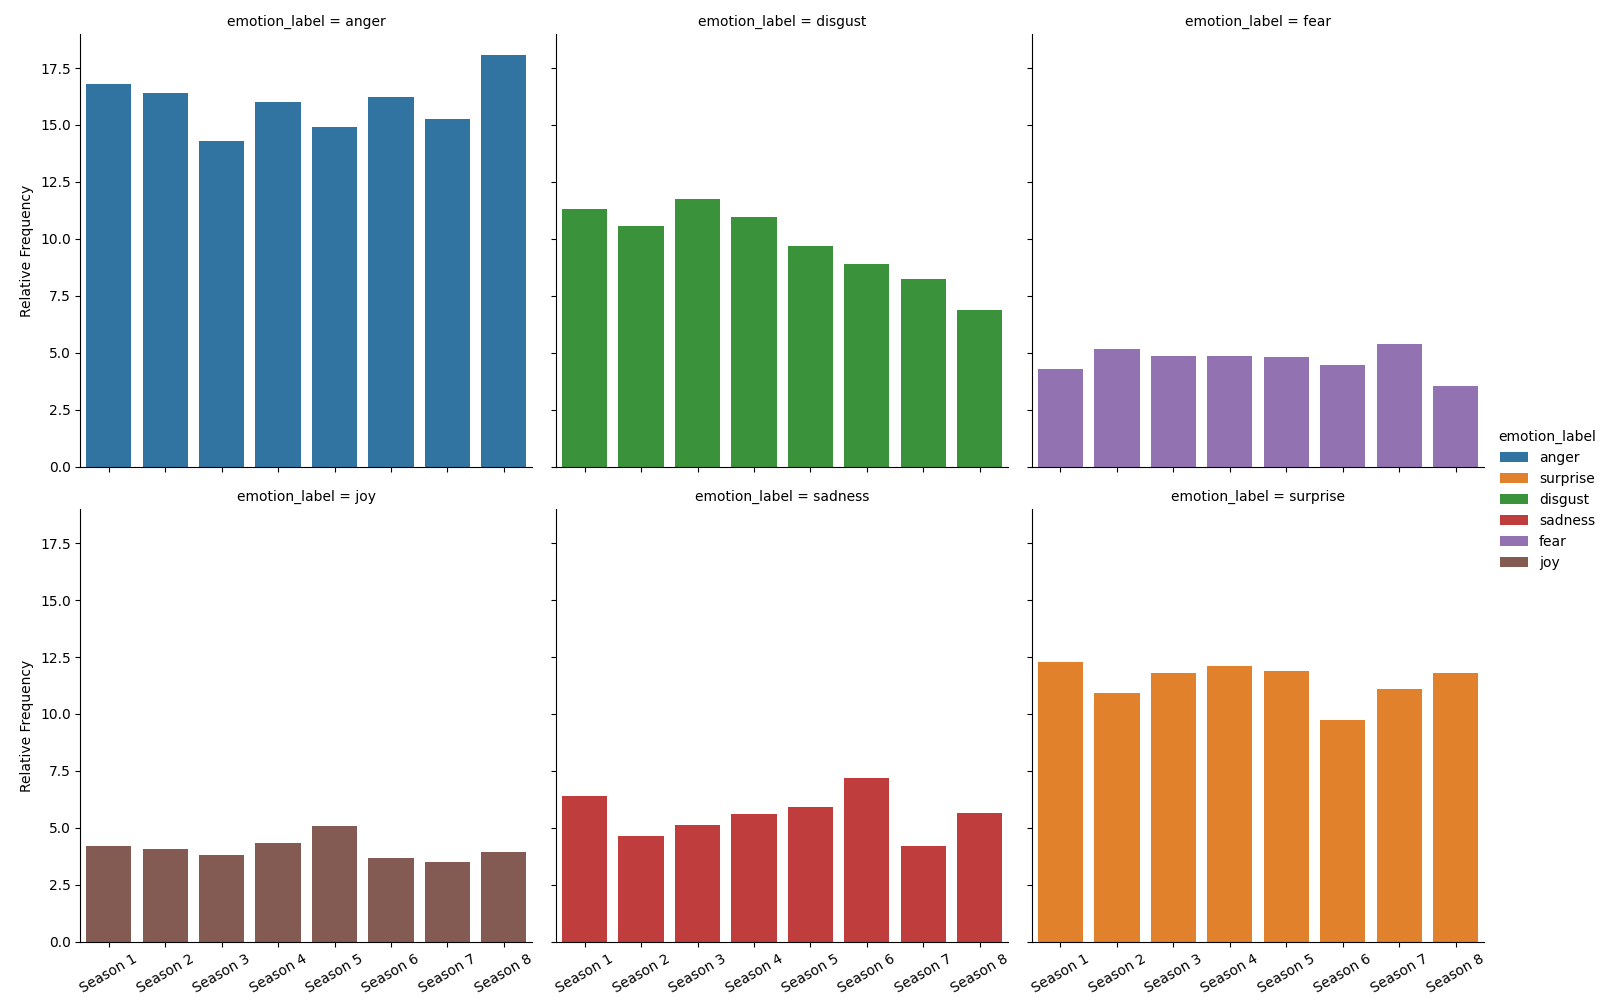 emotion_label = anger
emotion_label = disgust
emotion_label = fear
Relative Frequency
17.5
15.0
12.5
10.0
7.5
5.0
2.5
0.0
emotion_label
anger
surprise
disgust
sadness
fear
joy
emotion_label = joy
emotion_label = sadness
emotion_label = surprise
Relative Frequency
17.5
15.0
12.5
10.0
7.5
5.0
2.5
0.0
Season 1 Season 2 Season 3 Season 4 Season 5 Season 6 Season 7 Season 8
Season 1 Season 2 Season 3 Season 4 Season 5 Season 6 Season 7 Season 8
Season 1 Season 2 Season 3 Season 4 Season 5 Season 6 Season 7 Season 8